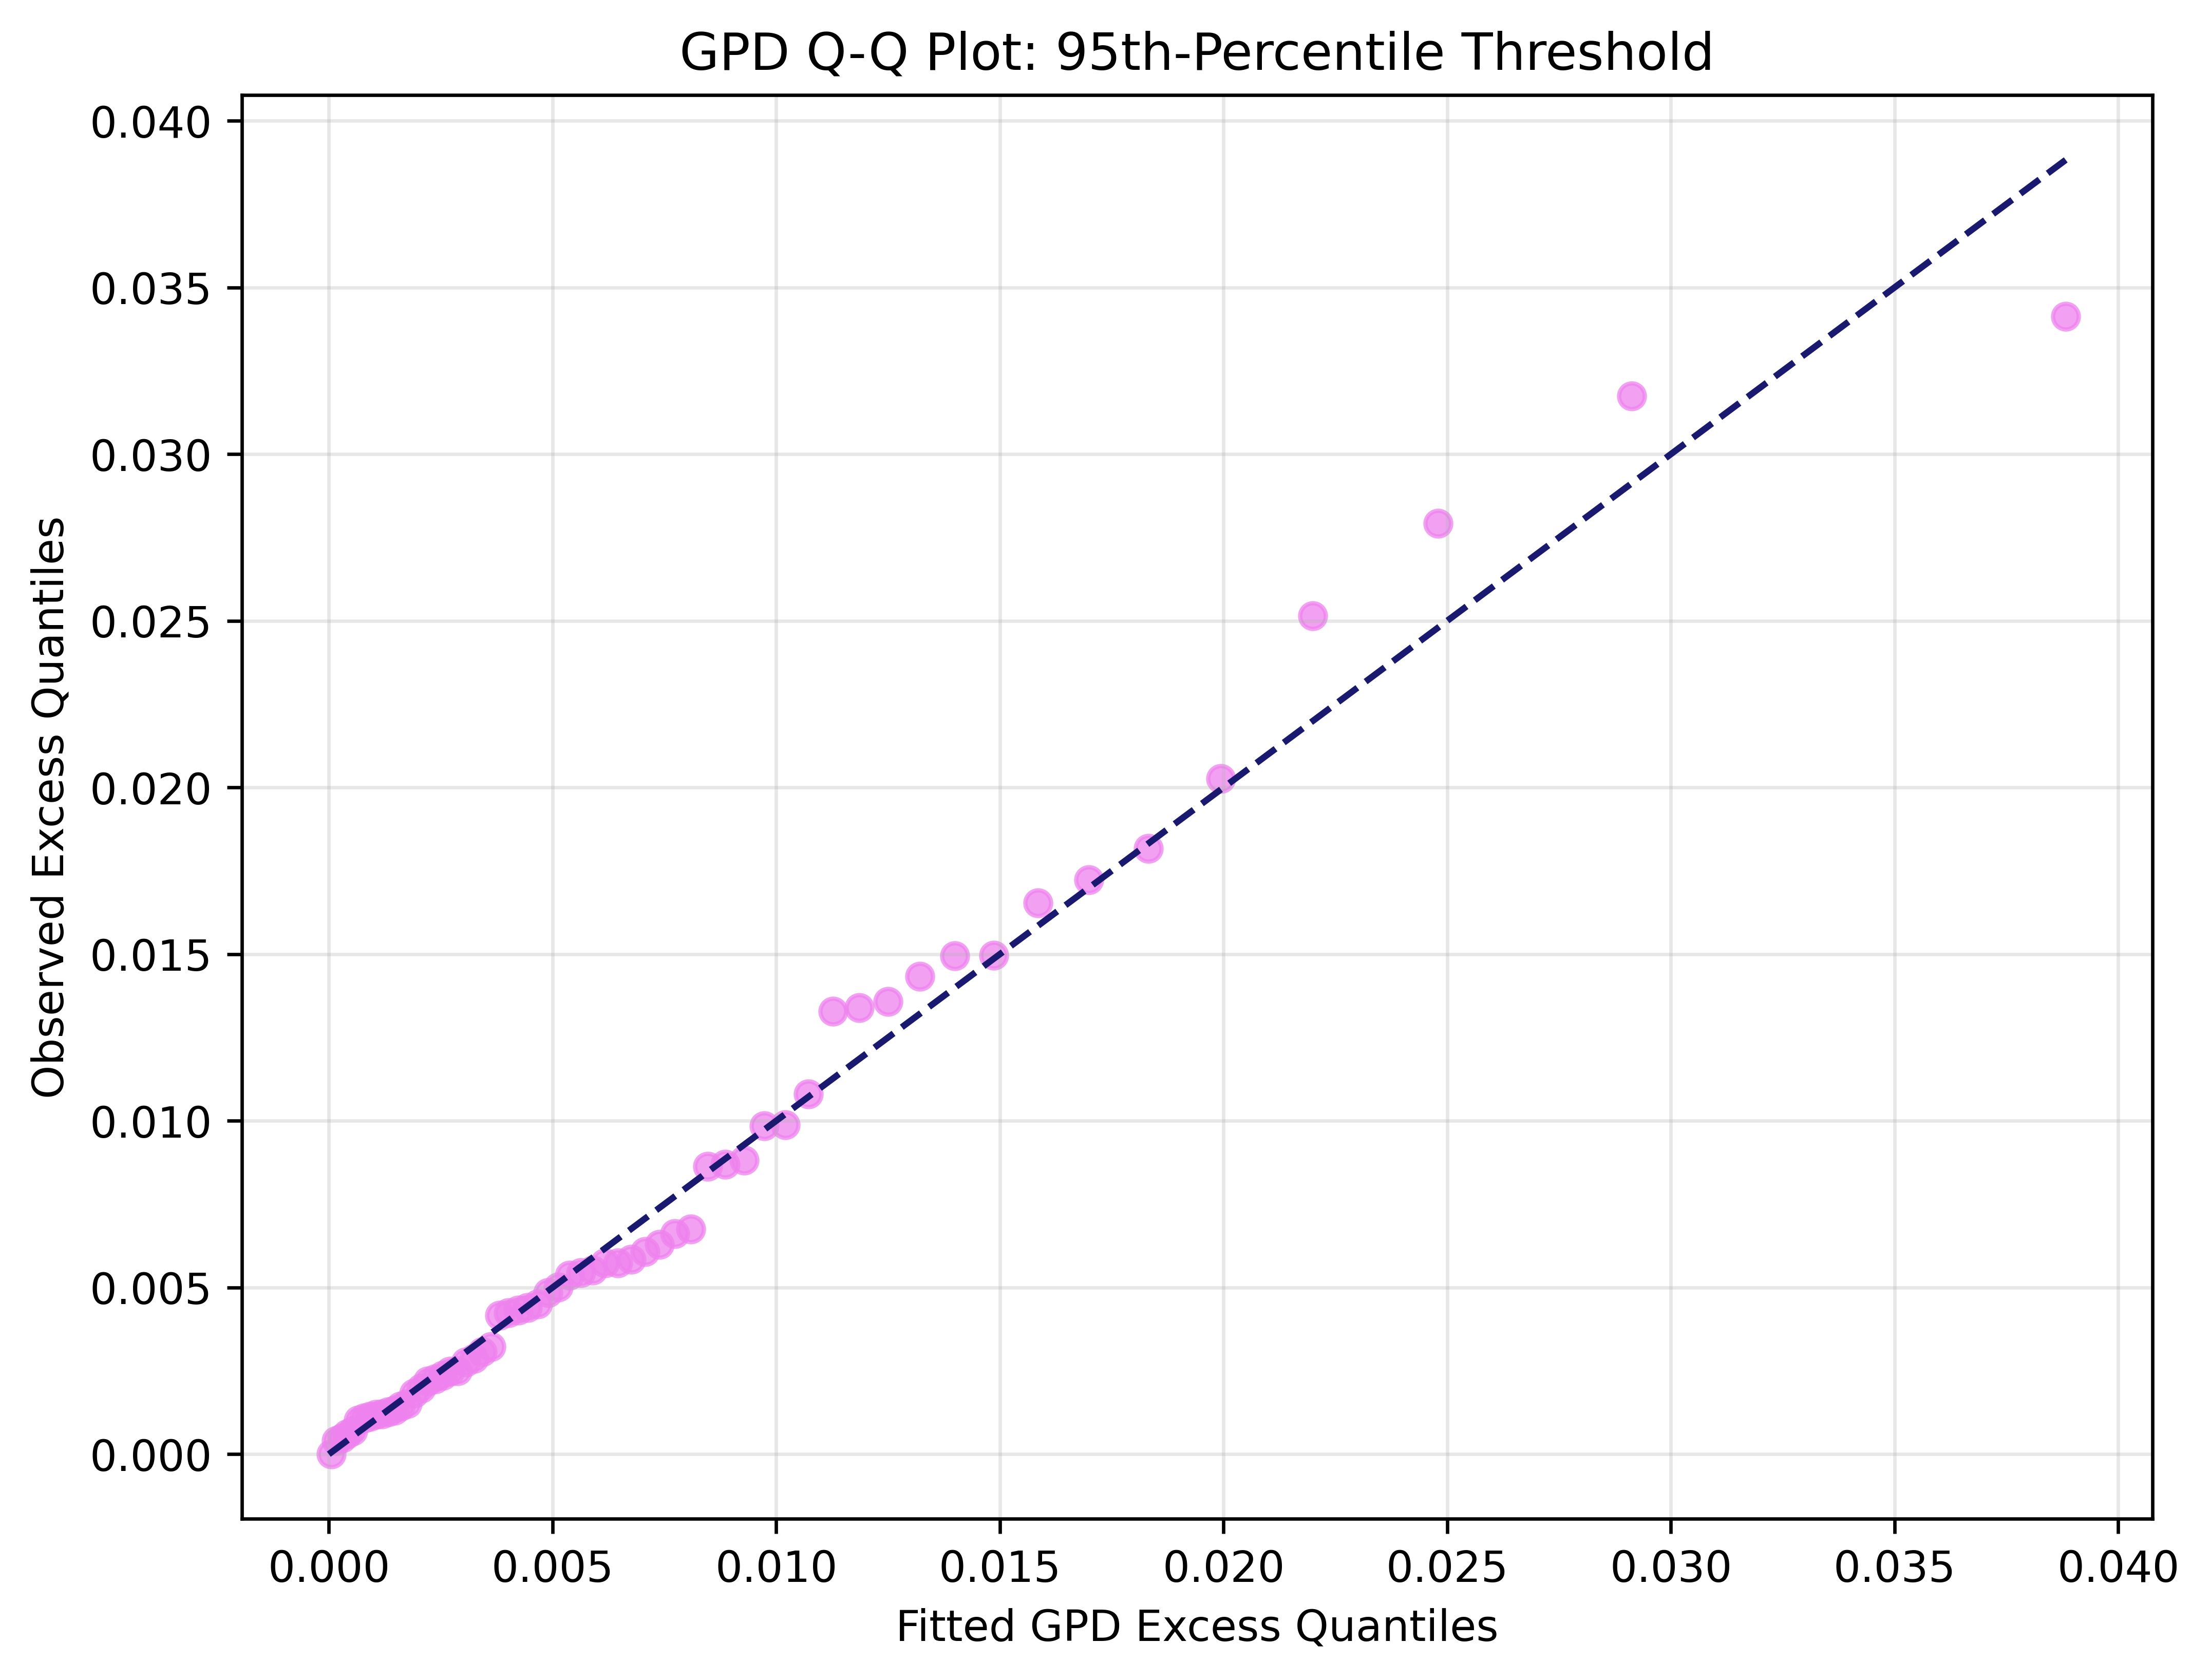 GPD Q-Q Plot: 95th-Percentile Threshold
Observed Excess Quantiles
0.040
0.035
0.030
0.025
0.020
0.015
0.010
0.005
0.000
0.000 0.005 0.010 0.015 0.020 0.025 0.030 0.035 0.040
Fitted GPD Excess Quantiles